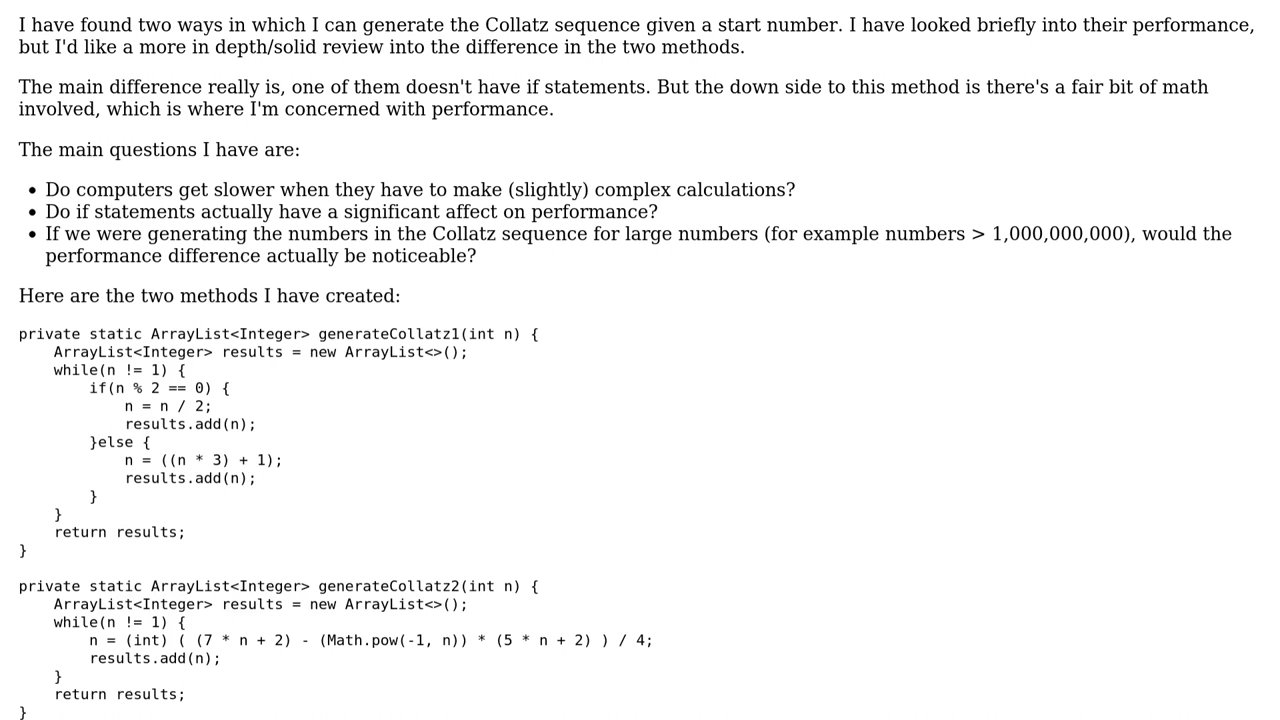 I have found two ways in which I can generate the Collatz sequence given a start number. I have looked briefly into their performance,
but I'd like a more in depth/solid review into the difference in the two methods.
The main difference really is, one of them doesn't have if statements. But the down side to this method is there's a fair bit of math
involved, which is where I'm concerned with performance.
The main questions I have are:
• Do computers get slower when they have to make (slightly) complex calculations?
• Do if statements actually have a significant affect on performance?
• If we were generating the numbers in the Collatz sequence for large numbers (for example numbers > 1,000,000,000), would the
performance difference actually be noticeable?
Here are the two methods I have created:
private static ArrayList<Integer> generateCollatz1(int n) {
    ArrayList<Integer> results = new ArrayList<>();
    while(n != 1) {
        if(n % 2 == 0) {
            n = n / 2;
            results.add(n);
        }else {
            n = ((n * 3) + 1);
            results.add(n);
        }
    }
    return results;
}
private static ArrayList<Integer> generateCollatz2(int n) {
    ArrayList<Integer> results = new ArrayList<>();
    while(n != 1) {
        n = (int) ( (7 * n + 2) - (Math.pow(-1, n)) * (5 * n + 2) ) / 4;
        results.add(n);
    }
    return results;
}